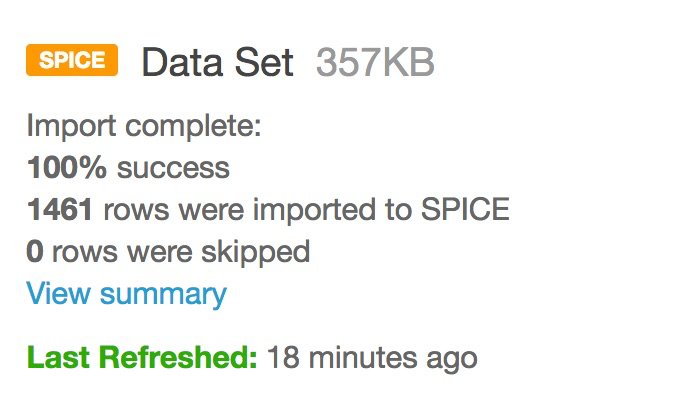 SPICE Data Set 357KB
Import complete:
100% success
1461 rows were imported to SPICE
0 rows were skipped
View summary
Last Refreshed: 18 minutes ago